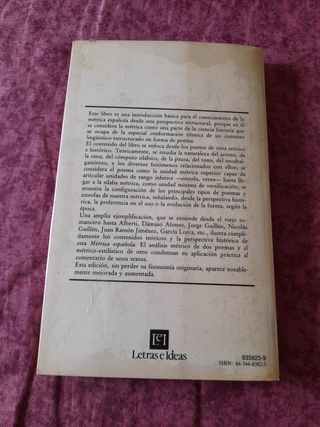 Este libro es una introducción básica para el conocimiento de la
métrica española desde una perspectiva estructural, porque en él
se considera la métrica como una parte de la ciencia literaria que
se ocupa de la especial conformación rítmica de un contexto
lingüístico estructurado en forma de poema.
El contenido del libro se enfoca desde los puntos de vista teórico
e histórico. Teóricamente, se estudia la naturaleza del acento, de
la rima, del cómputo silábico, de la pausa, del tono, del encabal-
gamiento, y los diversos fenómenos relacionados con ellos; se
considera el poema como la unidad métrica superior capaz de
articular unidades de rango inferior —estrofa, verso— hasta lle-
gar a la sílaba métrica, como unidad mínima de versificación; se
muestra la configuración de los principales tipos de poemas y
estrofas de nuestra métrica, señalando, desde la perspectiva histó-
rica, la preferencia en el uso o la evolución de la forma, según la
época.
Una amplia ejemplificación, que se extiende desde el viejo ro-
mancero hasta Alberti, Dámaso Alonso, Jorge Guillén, Nicolás
Guillén, Juan Ramón Jiménez, García Lorca, etc., ilustra cumpli-
damente los contenidos teóricos y la perspectiva histórica de
esta Métrica española. El análisis métrico de dos poemas y el
métrico-estilístico de otro condensan su aplicación práctica al
comentario de unos textos.
Esta edición, sin perder su fisonomía originaria, aparece notable-
mente mejorada y aumentada.
Letras e Ideas
935923-9
ISBN: 84-344-8382-5